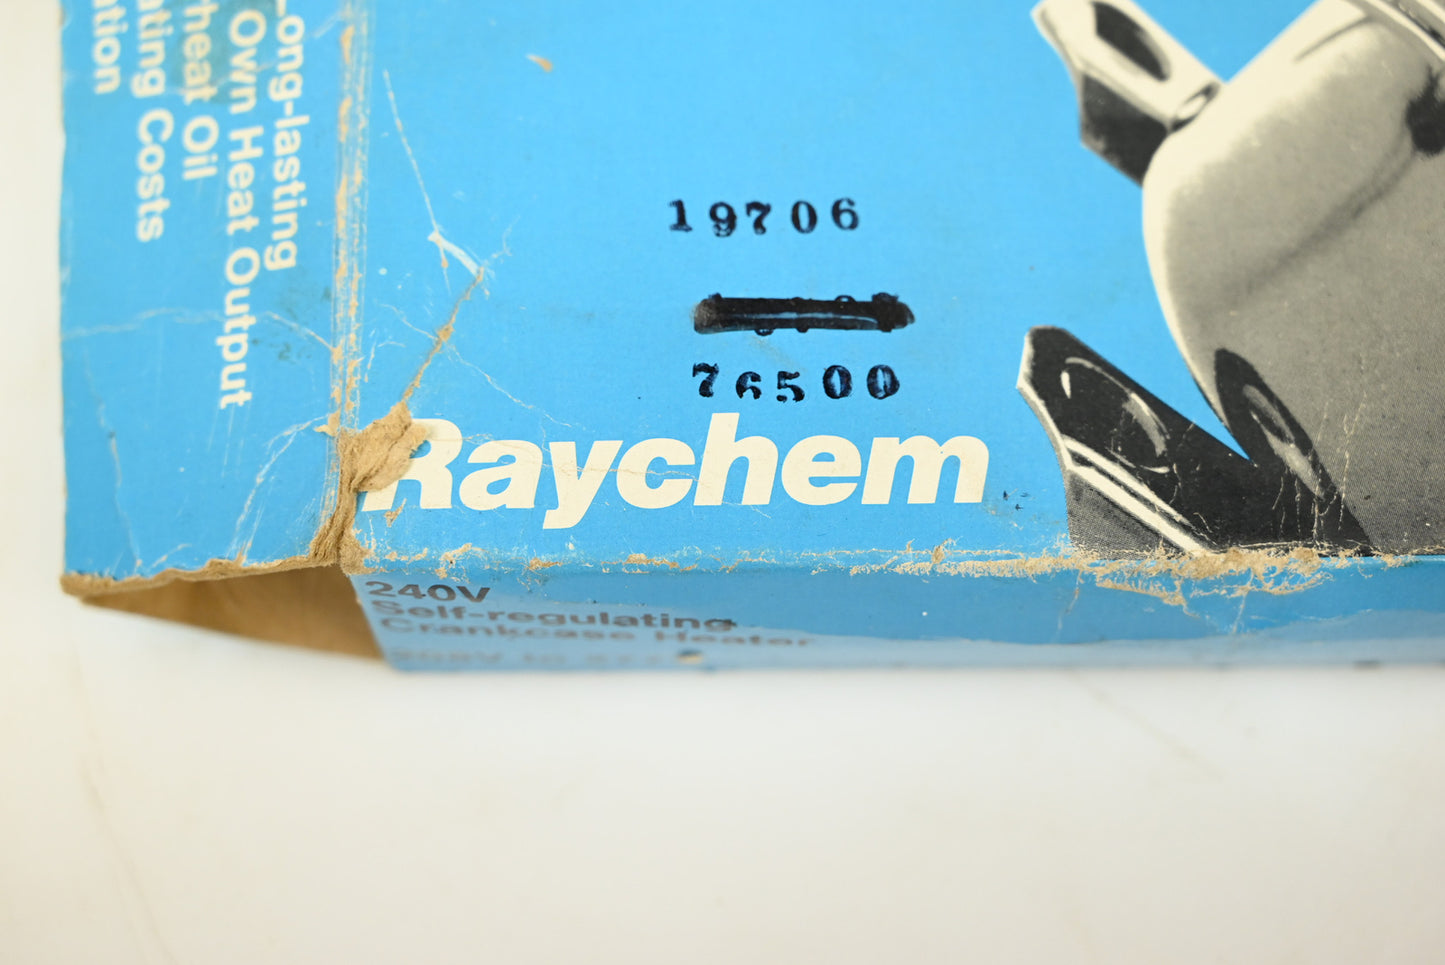 Long-lasting
Own Heat Output
heat Oil
ating Costs
ation
19706
76500
Raychem
240V
Self-regulating
Crankcase Heater